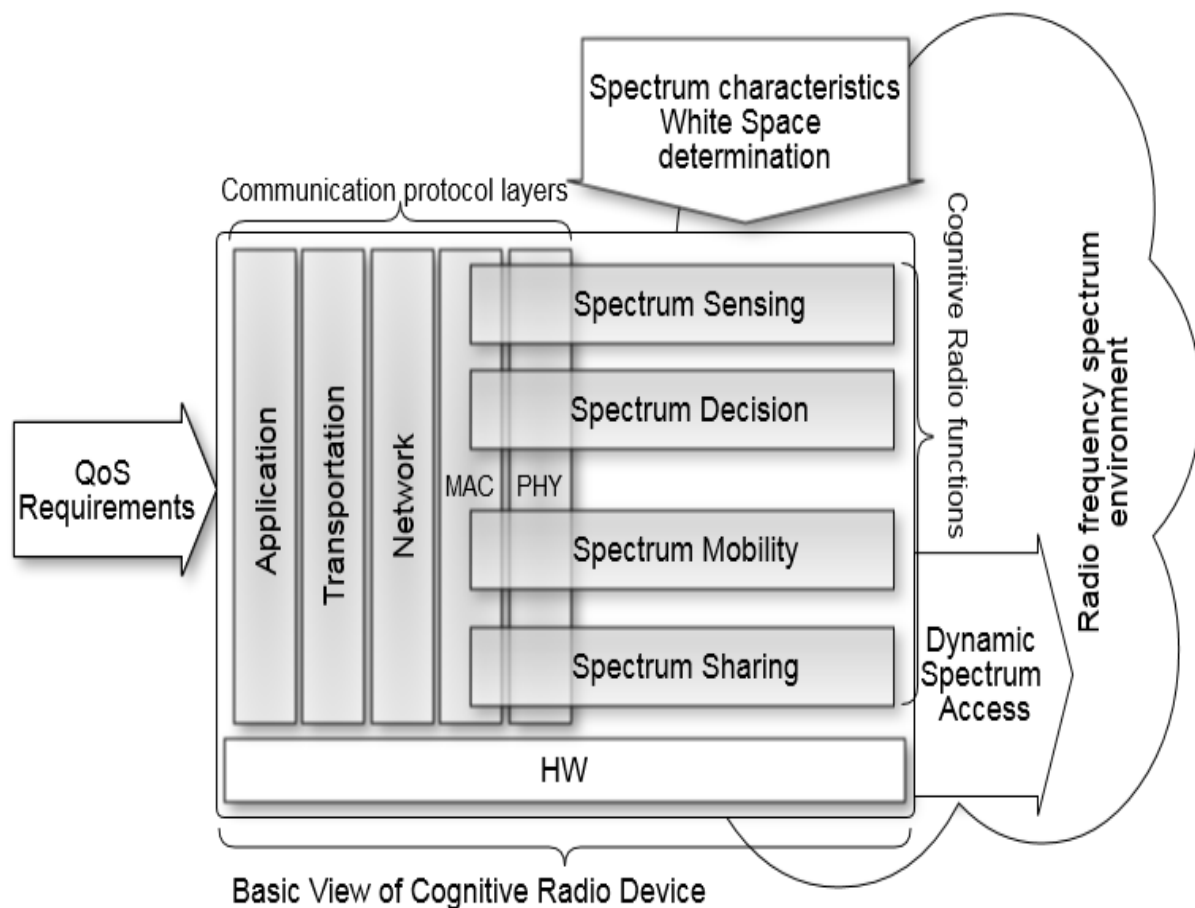 Spectrum characteristics
White Space
determination
Communication protocol layers
Cognitive Radio functions
Radio frequency spectrum
environment
QoS
Requirements
Application
Transportation
Network
MAC
PHY
Spectrum Sensing
Spectrum Decision
Spectrum Mobility
Spectrum Sharing
Dynamic
Spectrum
Access
HW
Basic View of Cognitive Radio Device